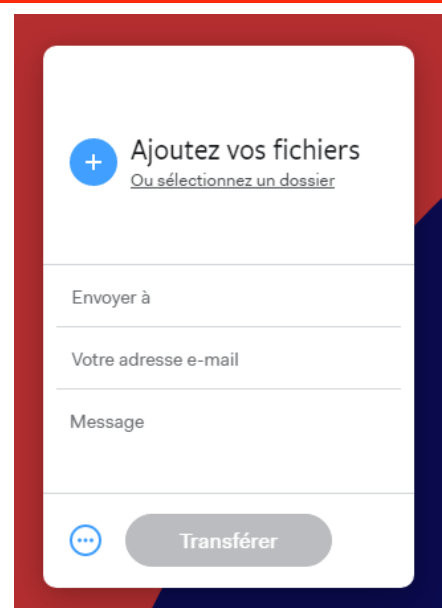 Ajoutez vos fichiers
Ou sélectionnez un dossier
Envoyer à
Votre adresse e-mail
Message
Transférer